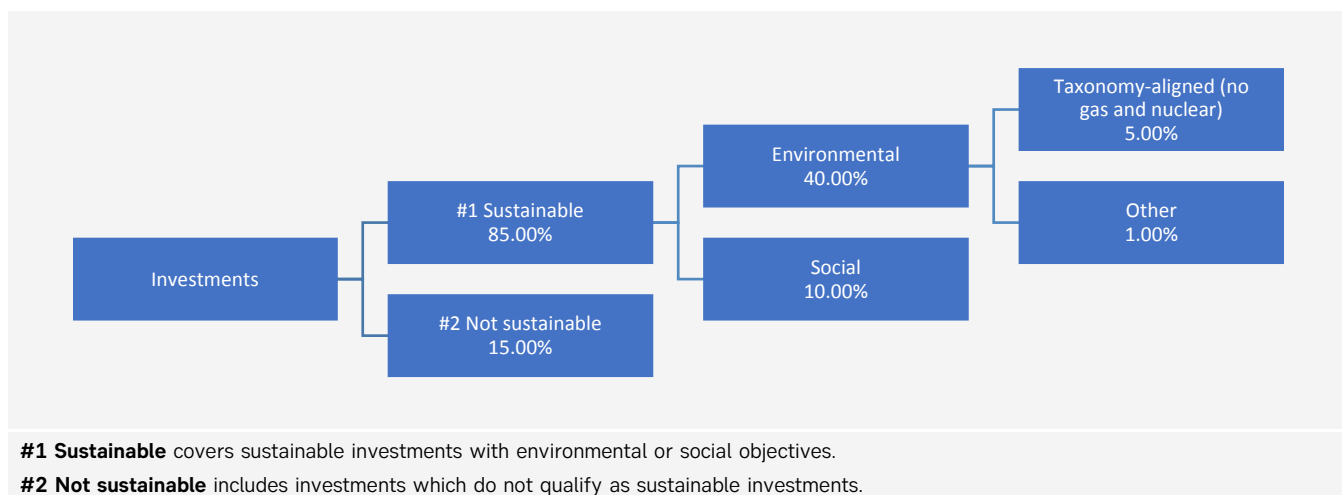 Investments
#1 Sustainable
85.00%
#2 Not sustainable
15.00%
Environmental
40.00%
Social
10.00%
Taxonomy-aligned (no
gas and nuclear)
5.00%
Other
1.00%
#1 Sustainable covers sustainable investments with environmental or social objectives.
#2 Not sustainable includes investments which do not qualify as sustainable investments.